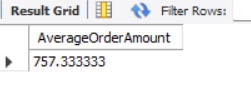 Result Grid Filter Rows:
AverageOrderAmount
757.333333